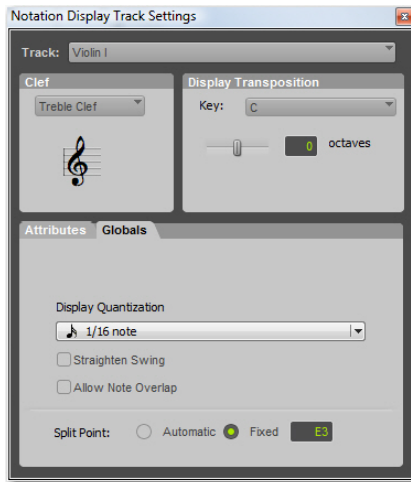 Notation Display Track Settings
Track: Violin I
Clef
Treble Clef
Display Transposition
Key: C
0 octaves
Attributes Globals
Display Quantization
1/16 note
Straighten Swing
Allow Note Overlap
Split Point: Automatic Fixed E3